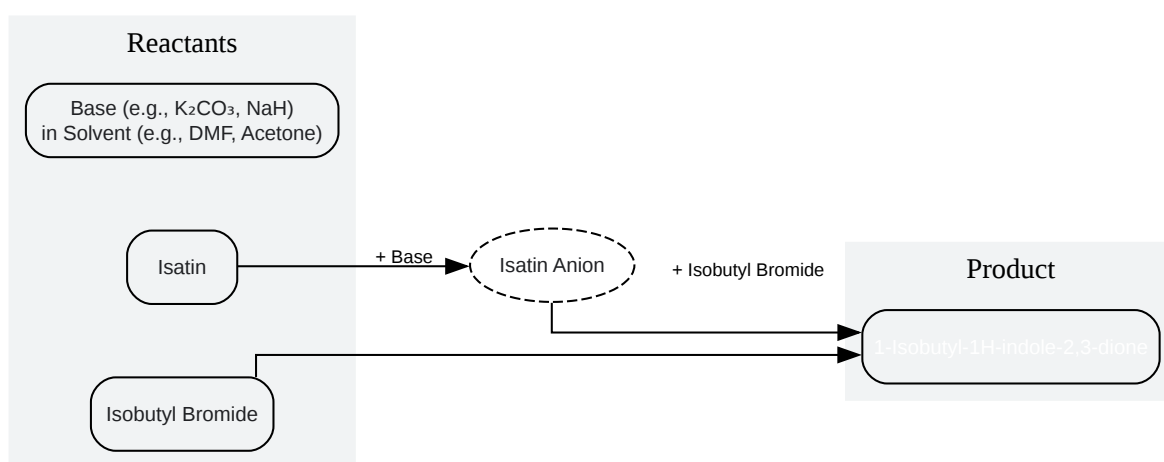 Reactants
Base (e.g., K₂CO₃, NaH)
in Solvent (e.g., DMF, Acetone)
Isatin
+ Base
Isatin Anion
+ Isobutyl Bromide
Product
1-Isobutyl-1H-indole-2,3-dione
Isobutyl Bromide